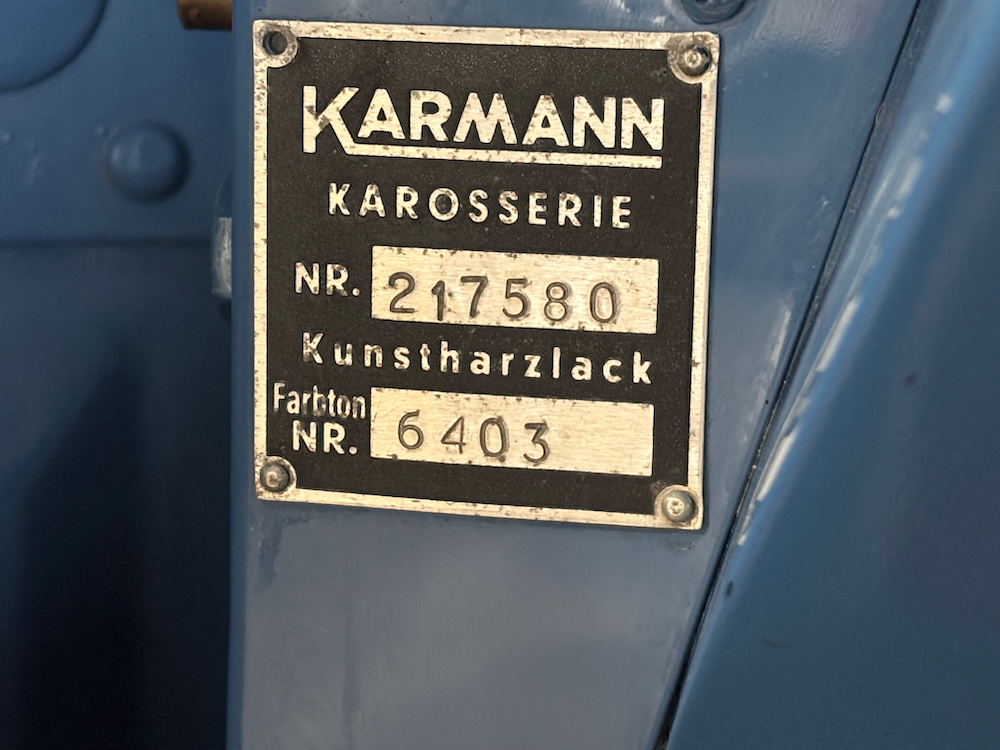 KARMANN
KAROSSERIE
NR. 217580
Kunstharzlack
Farbton
NR. 6403